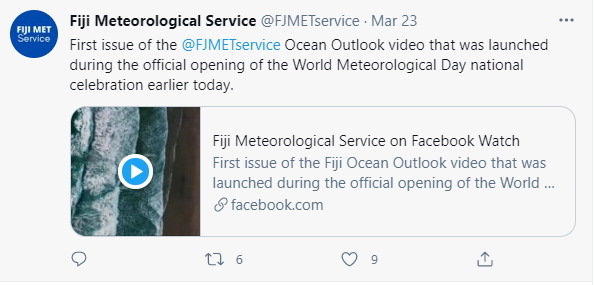 FIJI MET
Service
Fiji Meteorological Service @FJMETservice · Mar 23
First issue of the @FJMETservice Ocean Outlook video that was launched
during the official opening of the World Meteorological Day national
celebration earlier today.
Fiji Meteorological Service on Facebook Watch
First issue of the Fiji Ocean Outlook video that was
launched during the official opening of the World ...
facebook.com
6
9